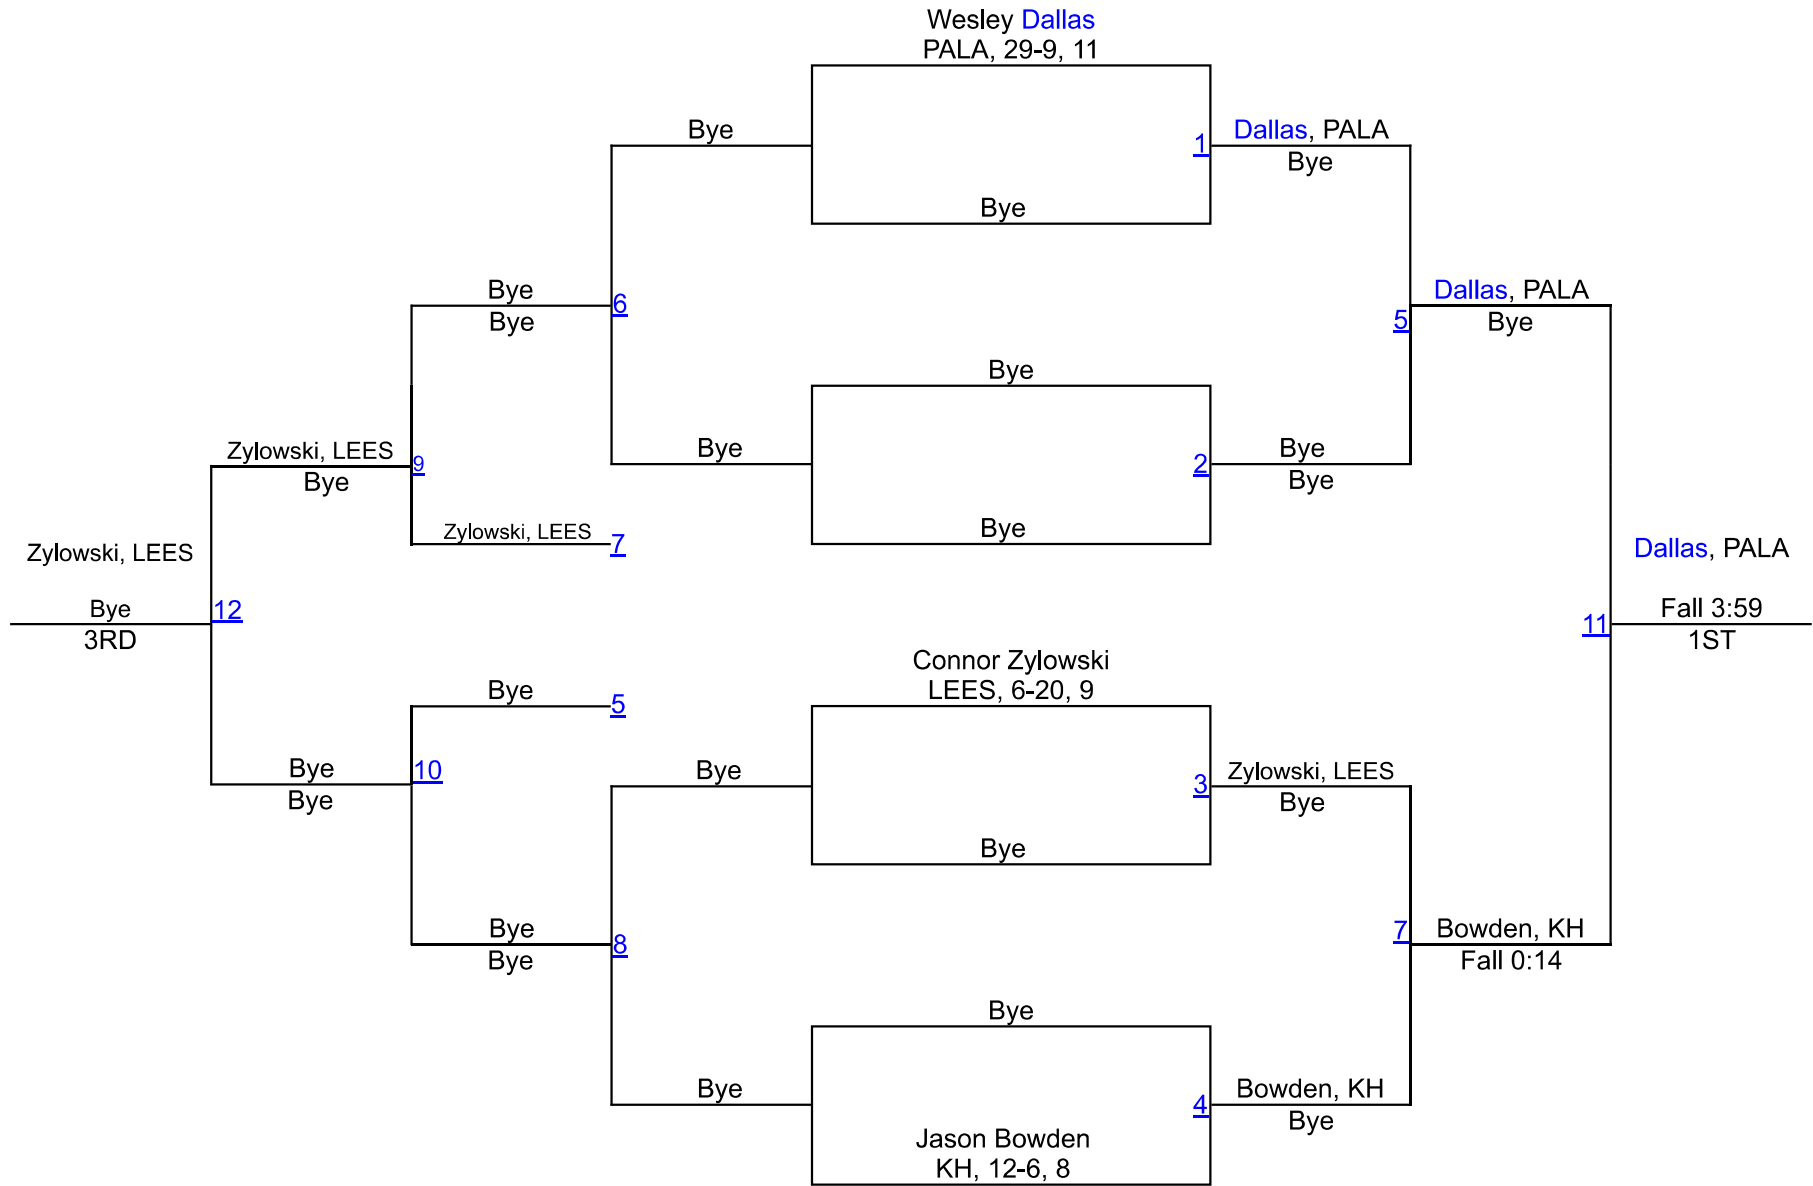 Wesley Dallas
PALA, 29-9, 11
Bye
1
Dallas, PALA
Bye
Bye
Bye
Bye
6
Dallas, PALA
Bye
5
Bye
Zylowski, LEES
Bye
9
Bye
2
Bye
Bye
Zylowski, LEES
7
Bye
Zylowski, LEES
Bye
3RD
12
Dallas, PALA
Fall 3:59
1ST
11
Bye
5
Connor Zylowski
LEES, 6-20, 9
Bye
Bye
10
Bye
3
Zylowski, LEES
Bye
Bye
Bye
Bye
8
7
Bowden, KH
Fall 0:14
Bye
Bye
4
Bowden, KH
Bye
Jason Bowden
KH, 12-6, 8